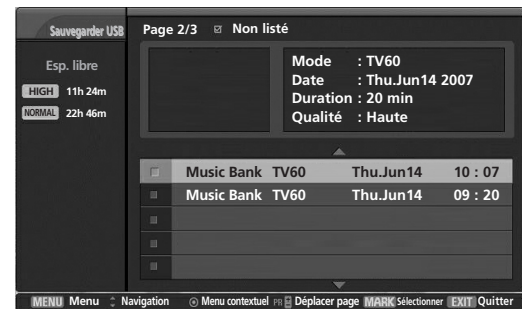 Sauvegarder USB
Page 2/3 Non listé
Esp. libre
HIGH 11h 24m
NORMAL 22h 46m
Mode : TV60
Date : Thu.Jun14 2007
Duration : 20 min
Qualité : Haute
Music Bank TV60 Thu.Jun14 10 : 07
Music Bank TV60 Thu.Jun14 09 : 20
MENU Menu Navigation Menu contextuel PR Déplacer page MARK Sélectionner EXIT Quitter